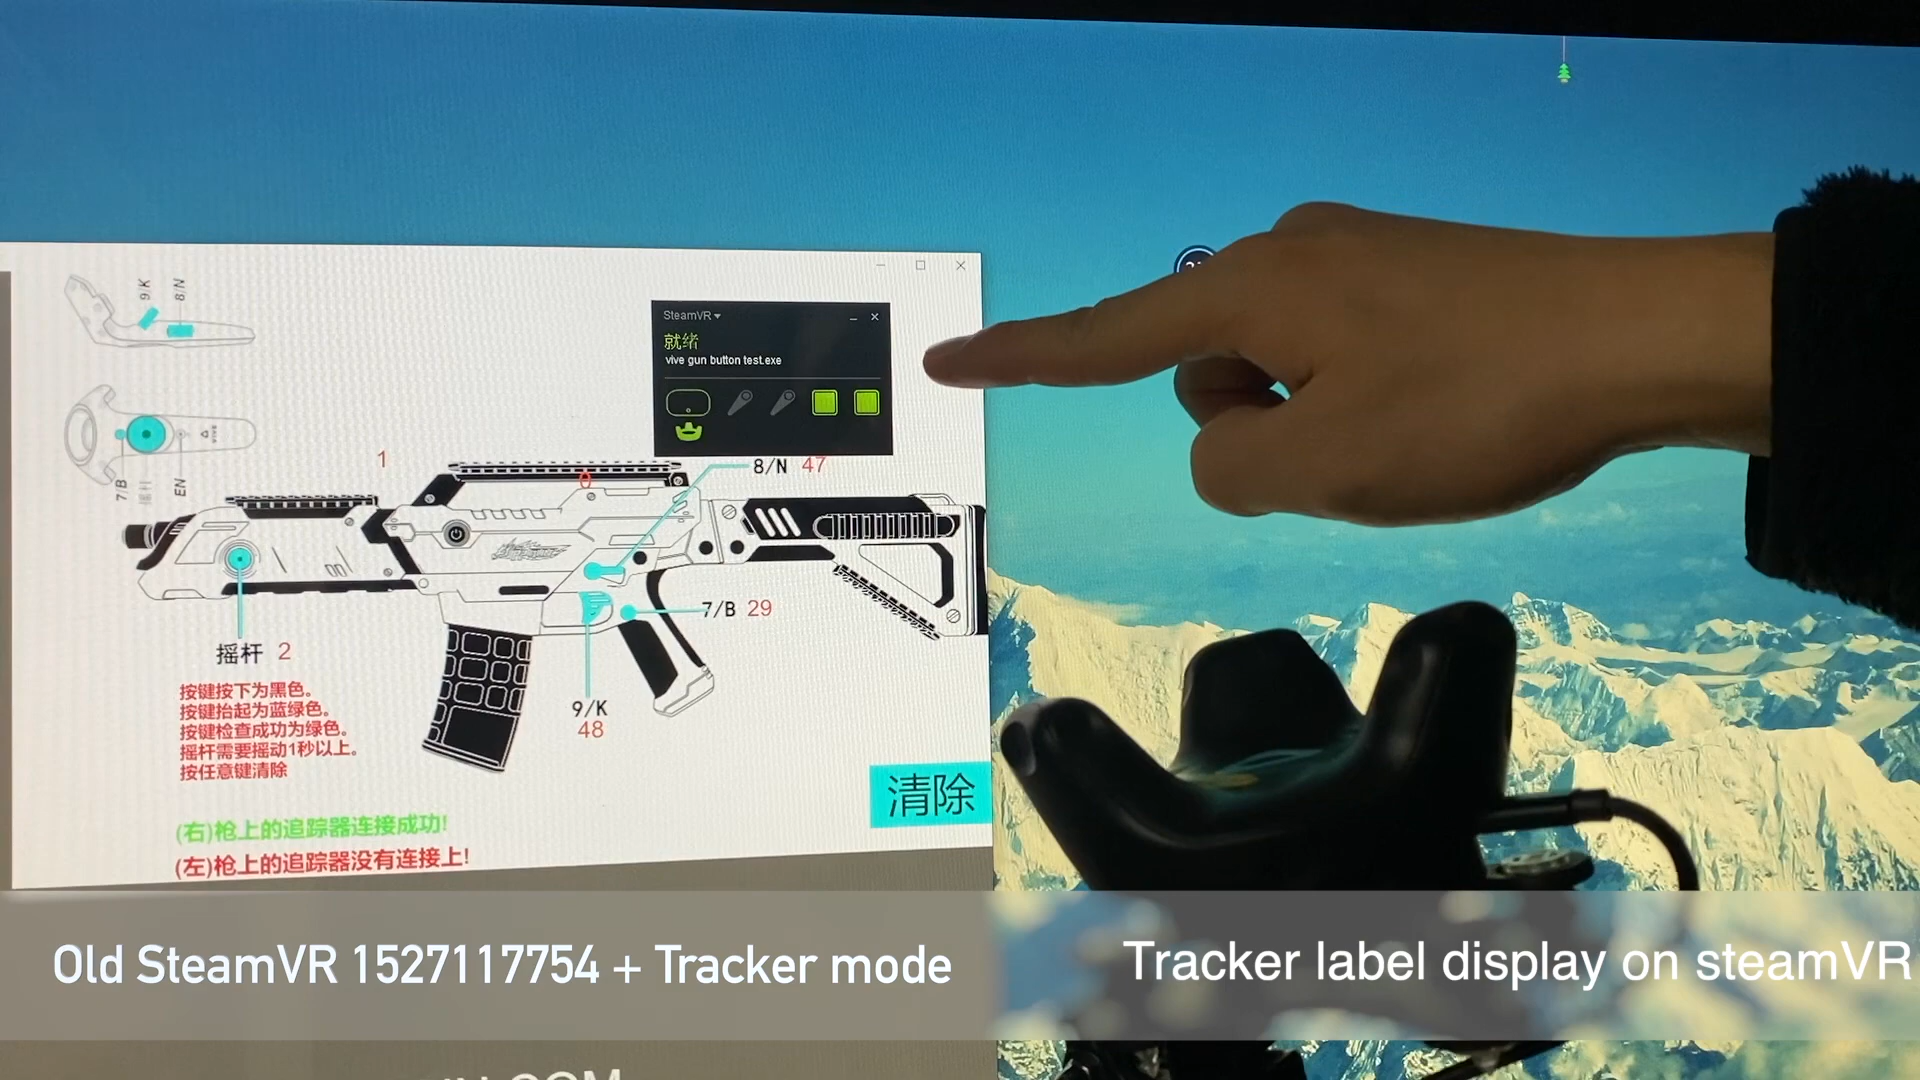 9/K
8/N
7/B
摇杆
EN
SteamVR
就绪
vive gun button test.exe
1
0
8/N 47
7/B 29
摇杆 2
9/K
48
按键按下为黑色。
按键抬起为蓝绿色。
按键检查成功为绿色。
摇杆需要摇动1秒以上。
按任意键清除
清除
(右)枪上的追踪器连接成功!
(左)枪上的追踪器没有连接上!
Old SteamVR 1527117754 + Tracker mode
Tracker label display on steamVR